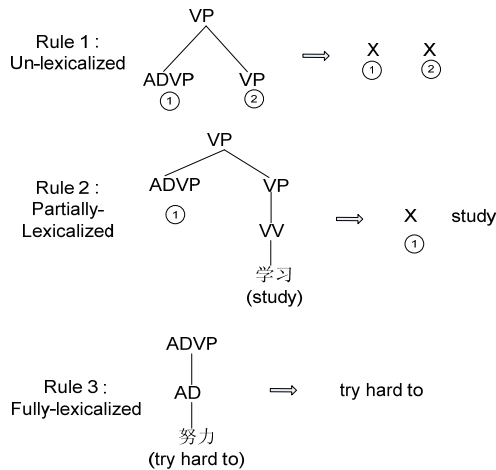 VP
Rule 1 :
Un-lexicalized
ADVP VP ⇒ X X
① ② ① ②
VP
Rule 2 :
Partially-
Lexicalized
ADVP VP
① VV ⇒ X study
①
学习
(study)
ADVP
Rule 3 :
Fully-lexicalized
AD ⇒ try hard to
努力
(try hard to)